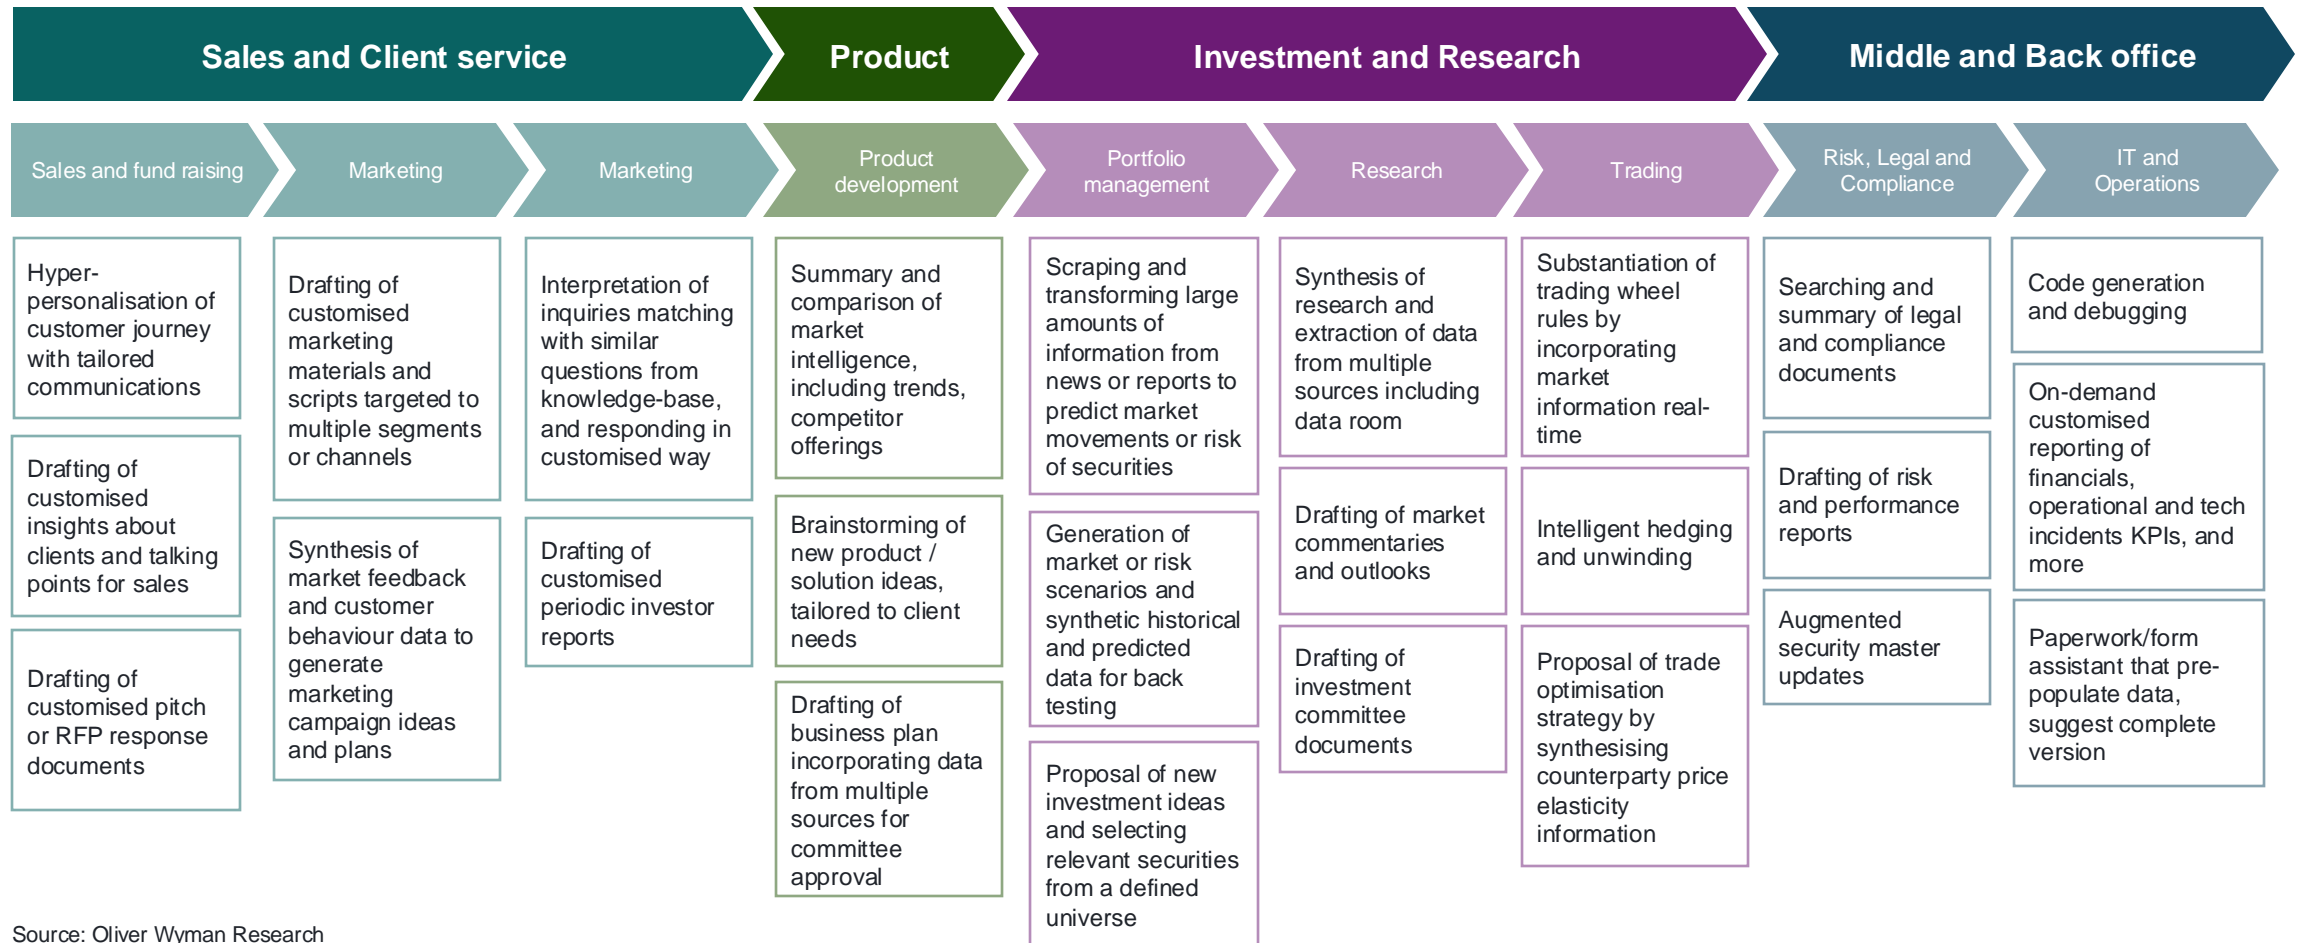 Sales and Client service
Product
Investment and Research
Middle and Back office
Sales and fund raising
Marketing
Marketing
Product
development
Portfolio
management
Research
Trading
Risk, Legal and
Compliance
IT and
Operations
Hyper-
personalisation of
customer journey
with tailored
communications
Drafting of
customised
insights about
clients and talking
points for sales
Drafting of
customised pitch
or RFP response
documents
Drafting of
customised
marketing
materials and
scripts targeted to
multiple segments
or channels
Synthesis of
market feedback
and customer
behaviour data to
generate
marketing
campaign ideas
and plans
Interpretation of
inquiries matching
with similar
questions from
knowledge-base,
and responding in
customised way
Drafting of
customised
periodic investor
reports
Summary and
comparison of
market
intelligence,
including trends,
competitor
offerings
Brainstorming of
new product /
solution ideas,
tailored to client
needs
Drafting of
business plan
incorporating data
from multiple
sources for
committee
approval
Scraping and
transforming large
amounts of
information from
news or reports to
predict market
movements or risk
of securities
Generation of
market or risk
scenarios and
synthetic historical
and predicted
data for back
testing
Proposal of new
investment ideas
and selecting
relevant securities
from a defined
universe
Synthesis of
research and
extraction of data
from multiple
sources including
data room
Drafting of market
commentaries
and outlooks
Drafting of
investment
committee
documents
Substantiation of
trading wheel
rules by
incorporating
market
information real-
time
Intelligent hedging
and unwinding
Proposal of trade
optimisation
strategy by
synthesising
counterparty price
elasticity
information
Searching and
summary of legal
and compliance
documents
Drafting of risk
and performance
reports
Augmented
security master
updates
Code generation
and debugging
On-demand
customised
reporting of
financials,
operational and tech
incidents KPIs, and
more
Paperwork/form
assistant that pre-
populate data,
suggest complete
version
Source: Oliver Wyman Research